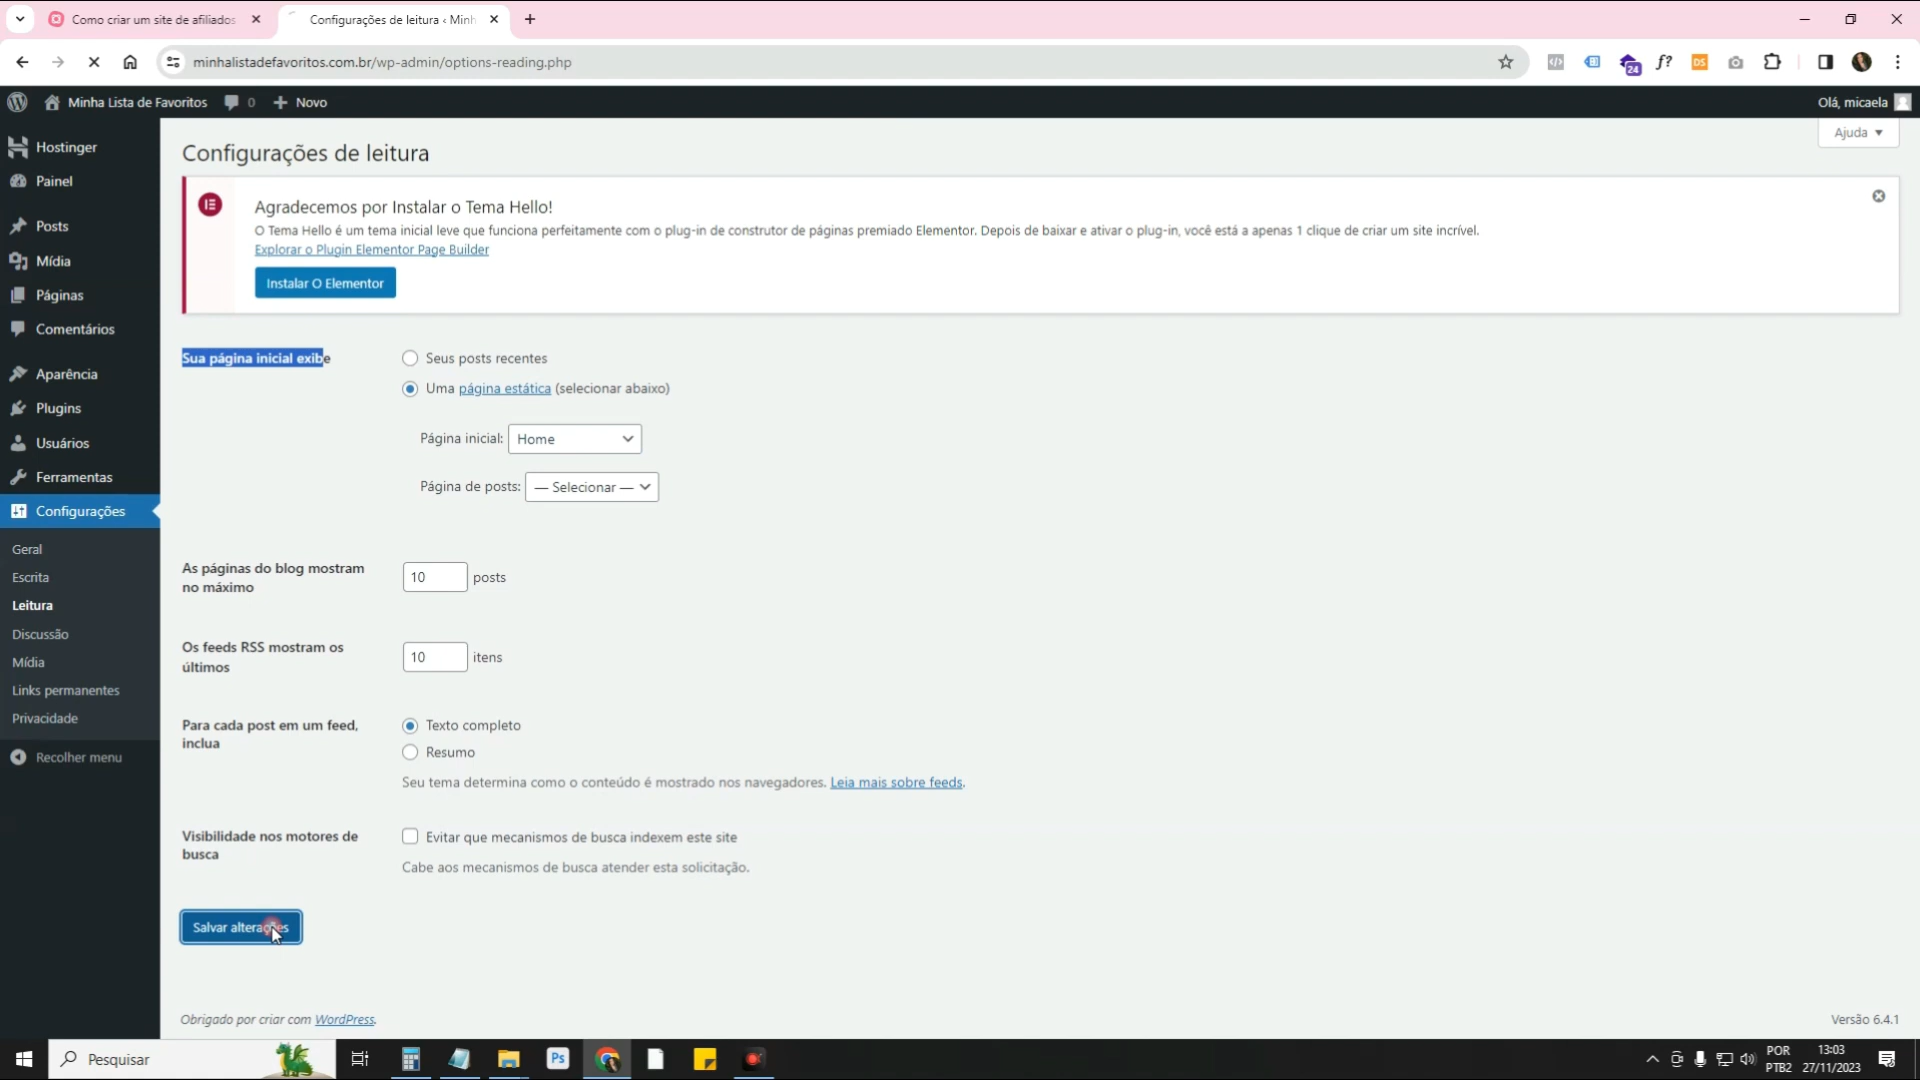 Como criar um site de afiliados
Configurações de leitura ‹ Minh
minhalistadefavoritos.com.br/wp-admin/options-reading.php
24
f?
DS
Minha Lista de Favoritos
0
Novo
Olá, micaela
Ajuda
Hostinger
Painel
Posts
Mídia
Páginas
Comentários
Aparência
Plugins
Usuários
Ferramentas
Configurações
Geral
Escrita
Leitura
Discussão
Mídia
Links permanentes
Privacidade
Recolher menu
Configurações de leitura
Agradecemos por Instalar o Tema Hello!
O Tema Hello é um tema inicial leve que funciona perfeitamente com o plug-in de construtor de páginas premiado Elementor. Depois de baixar e ativar o plug-in, você está a apenas 1 clique de criar um site incrível.
Explorar o Plugin Elementor Page Builder
Instalar O Elementor
Sua página inicial exibe
Seus posts recentes
Uma página estática (selecionar abaixo)
Página inicial: Home
Página de posts: — Selecionar —
As páginas do blog mostram
no máximo
10 posts
Os feeds RSS mostram os
últimos
10 itens
Para cada post em um feed,
inclua
Texto completo
Resumo
Seu tema determina como o conteúdo é mostrado nos navegadores. Leia mais sobre feeds.
Visibilidade nos motores de
busca
Evitar que mecanismos de busca indexem este site
Cabe aos mecanismos de busca atender esta solicitação.
Salvar alterações
Obrigado por criar com WordPress.
Versão 6.4.1
Pesquisar
Ps
POR
PTB2
13:03
27/11/2023